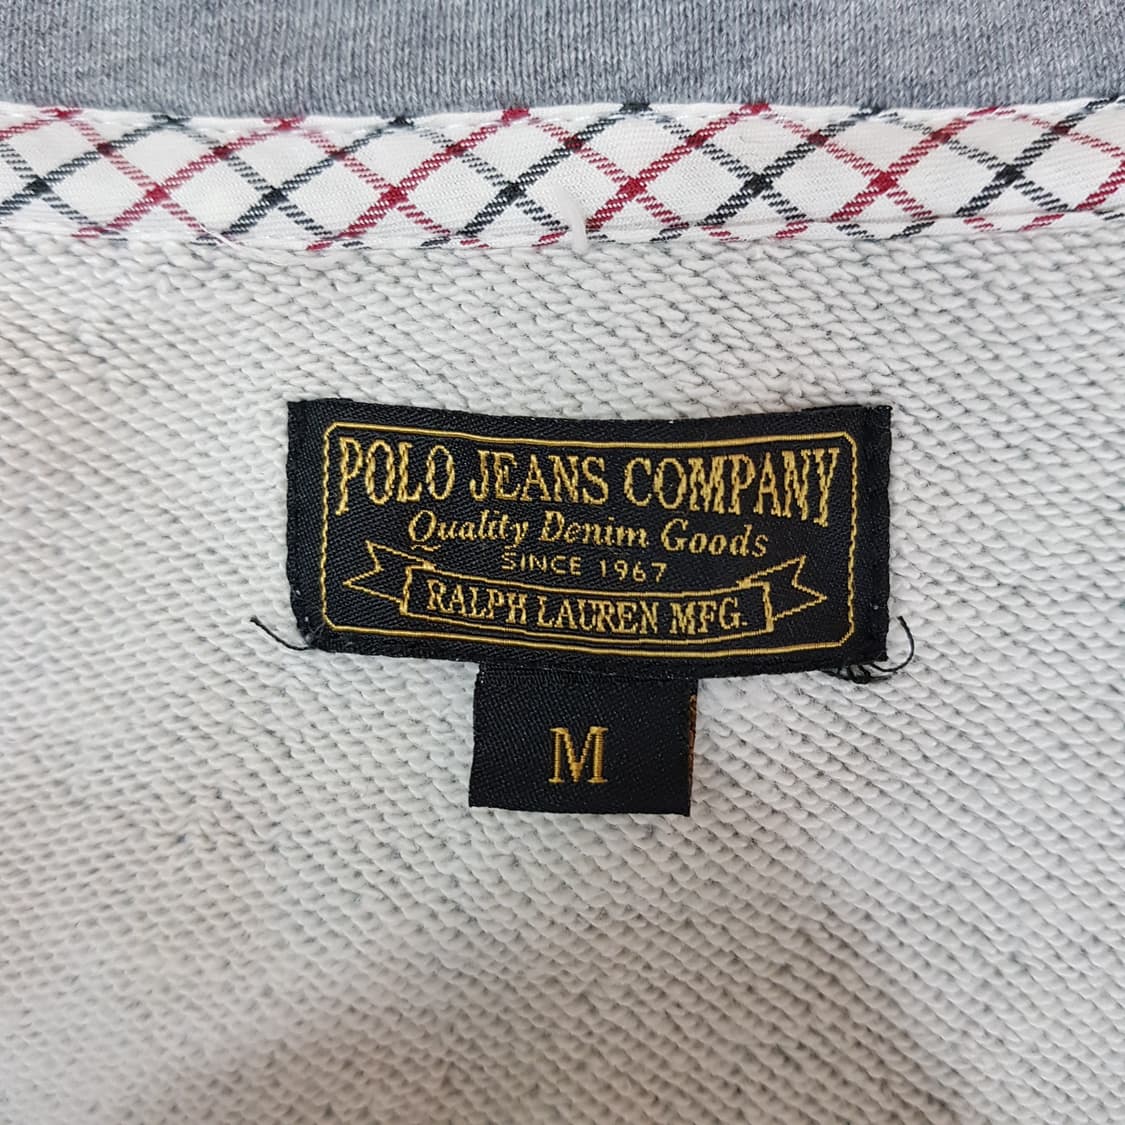 POLO JEANS COMPANY
Quality Denim Goods
SINCE 1967
RALPH LAUREN MFG.
M